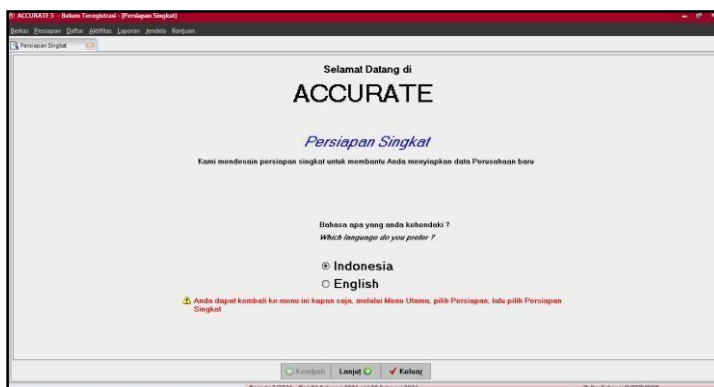 ACCURATE 5 - Belum Teregistrasi - [Persiapan Singkat]
Berkas Persiapan Daftar Aktifitas Laporan Jendela Bantuan
Persiapan Singkat
Selamat Datang di
ACCURATE
Persiapan Singkat
Kami mendesain persiapan singkat untuk membantu Anda menyiapkan data Perusahaan baru
Bahasa apa yang anda kehendaki ?
Which language do you prefer ?
Indonesia
English
Anda dapat kembali ke menu ini kapan saja, melalui Menu Utama, pilih Persiapan, lalu pilih Persiapan
Singkat
Kembali Lanjut Keluar